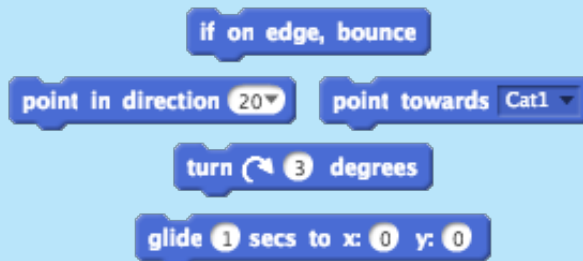 if on edge, bounce
point in direction 20 point towards Cat1
turn 3 degrees
glide 1 secs to x: 0 y: 0